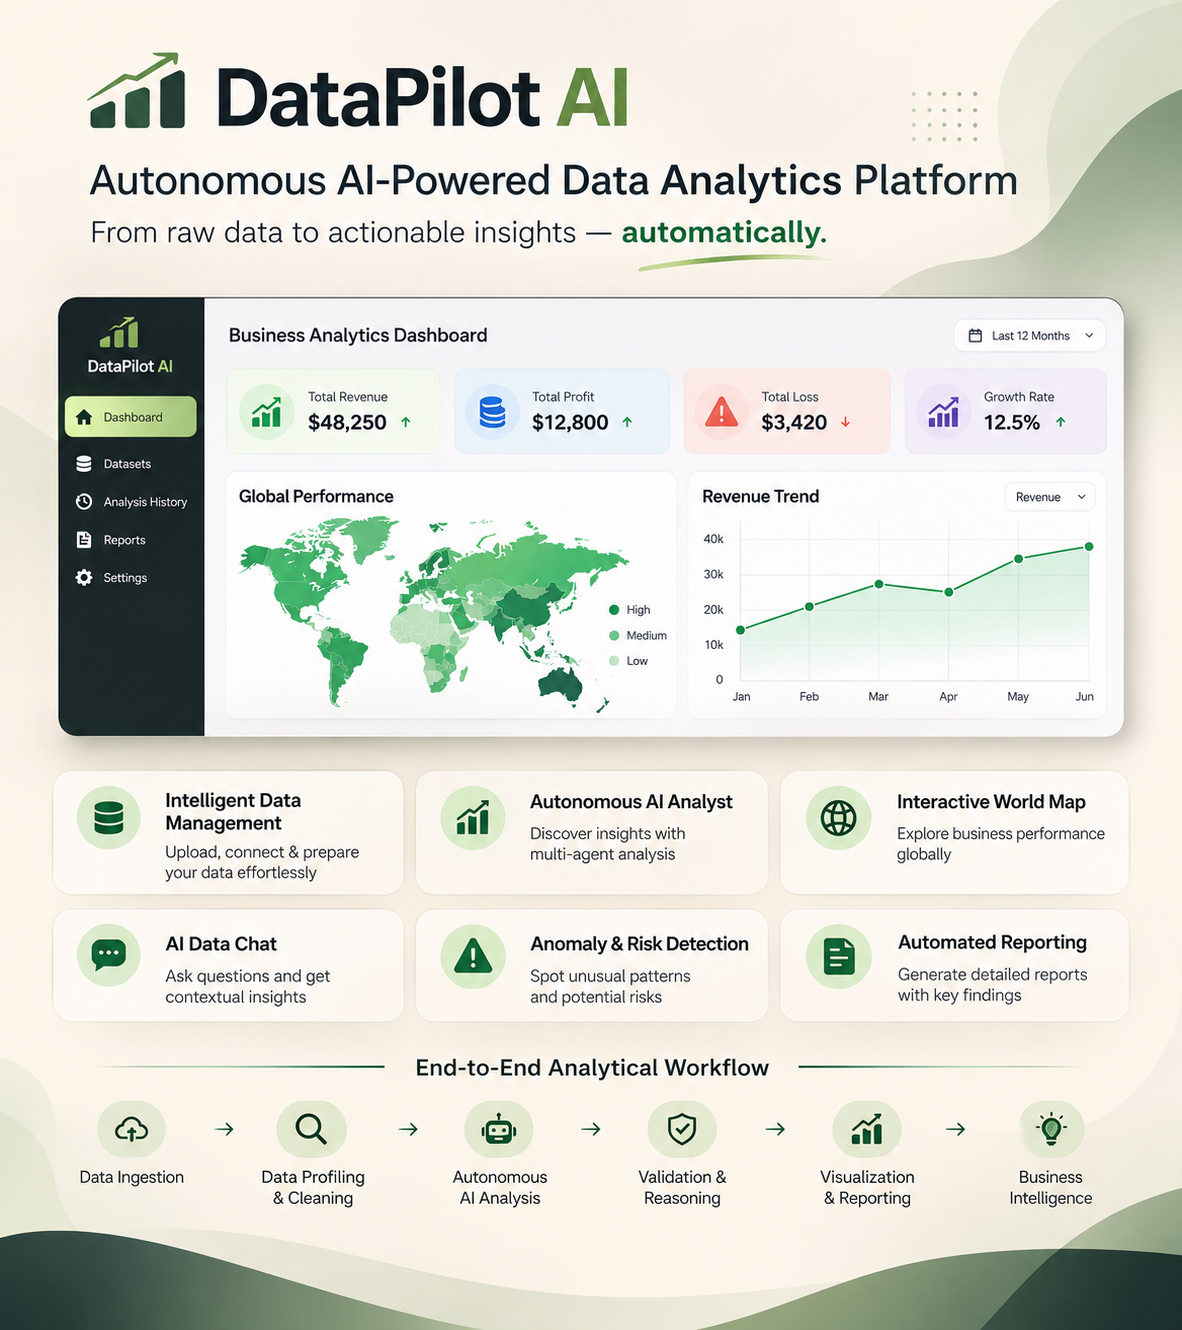 DataPilot AI
Autonomous AI-Powered Data Analytics Platform
From raw data to actionable insights — automatically.
DataPilot AI
Dashboard
Datasets
Analysis History
Reports
Settings
Business Analytics Dashboard
Last 12 Months
Total Revenue
$48,250
Total Profit
$12,800
Total Loss
$3,420
Growth Rate
12.5%
Global Performance
High
Medium
Low
Revenue Trend
Revenue
40k
30k
20k
10k
0
Jan Feb Mar Apr May Jun
Intelligent Data
Management
Upload, connect & prepare
your data effortlessly
Autonomous AI Analyst
Discover insights with
multi-agent analysis
Interactive World Map
Explore business performance
globally
AI Data Chat
Ask questions and get
contextual insights
Anomaly & Risk Detection
Spot unusual patterns
and potential risks
Automated Reporting
Generate detailed reports
with key findings
End-to-End Analytical Workflow
Data Ingestion
Data Profiling
& Cleaning
Autonomous
AI Analysis
Validation &
Reasoning
Visualization
& Reporting
Business
Intelligence